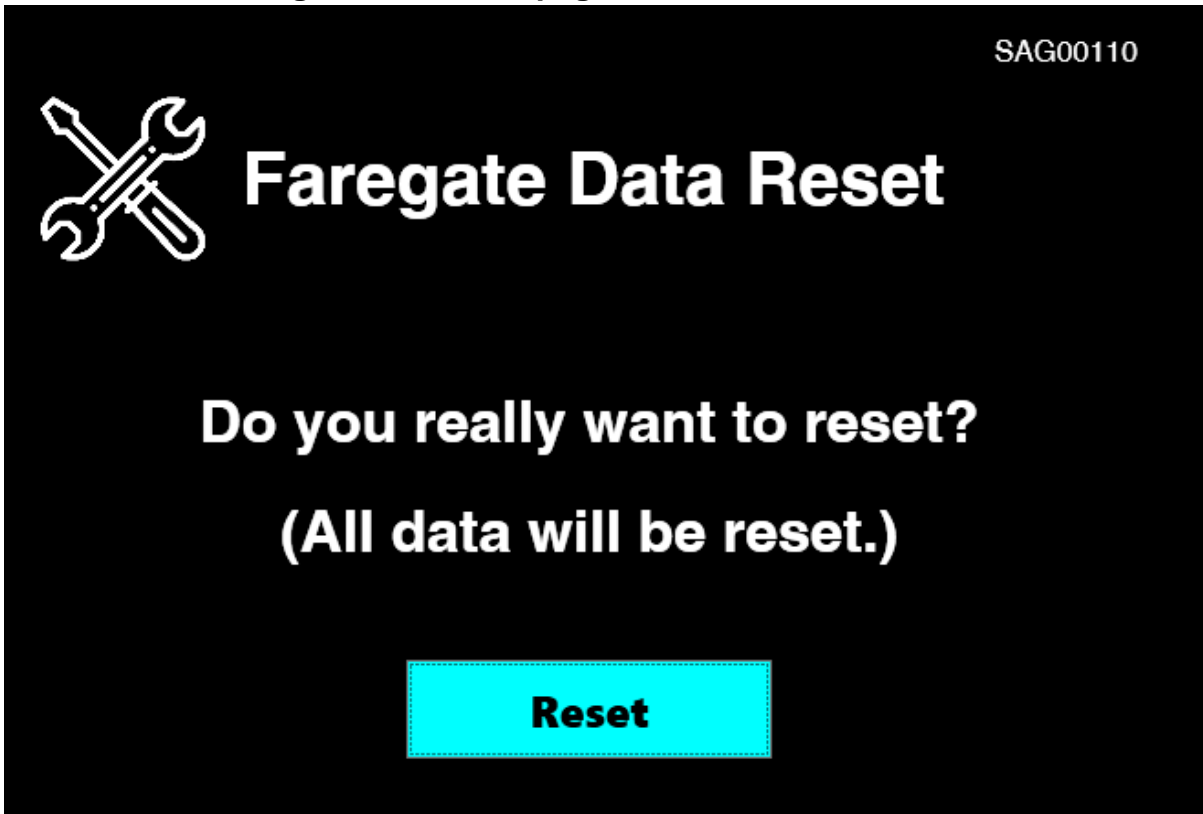 SAG00110
Faregate Data Reset
Do you really want to reset?
(All data will be reset.)
Reset